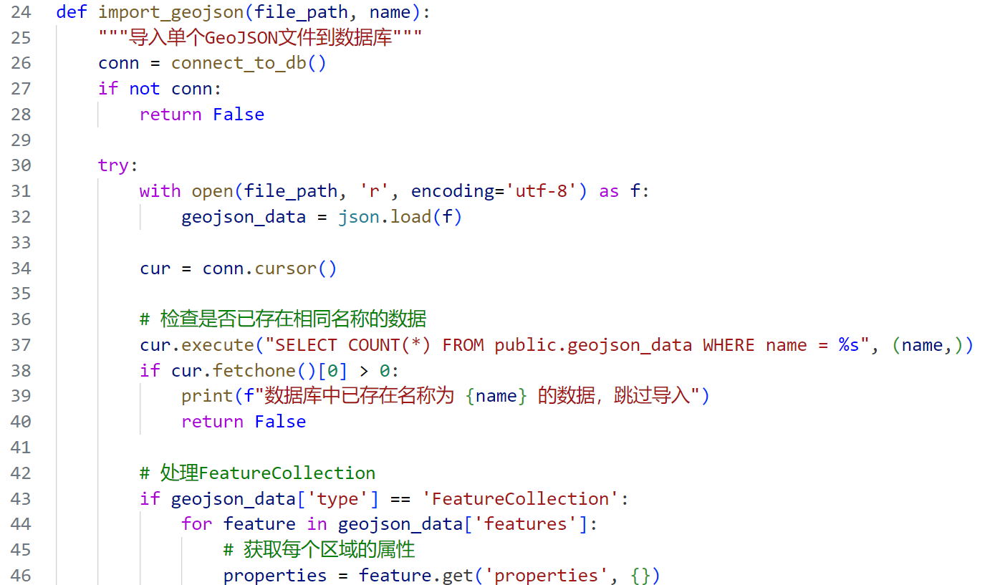 24 def import_geojson(file_path, name):
25     """导入单个GeoJSON文件到数据库"""
26     conn = connect_to_db()
27     if not conn:
28         return False
29
30     try:
31         with open(file_path, 'r', encoding='utf-8') as f:
32             geojson_data = json.load(f)
33
34         cur = conn.cursor()
35
36         # 检查是否已存在相同名称的数据
37         cur.execute("SELECT COUNT(*) FROM public.geojson_data WHERE name = %s", (name,))
38         if cur.fetchone()[0] > 0:
39             print(f"数据库中已存在名称为 {name} 的数据，跳过导入")
40             return False
41
42         # 处理FeatureCollection
43         if geojson_data['type'] == 'FeatureCollection':
44             for feature in geojson_data['features']:
45                 # 获取每个区域的属性
46                 properties = feature.get('properties', {})